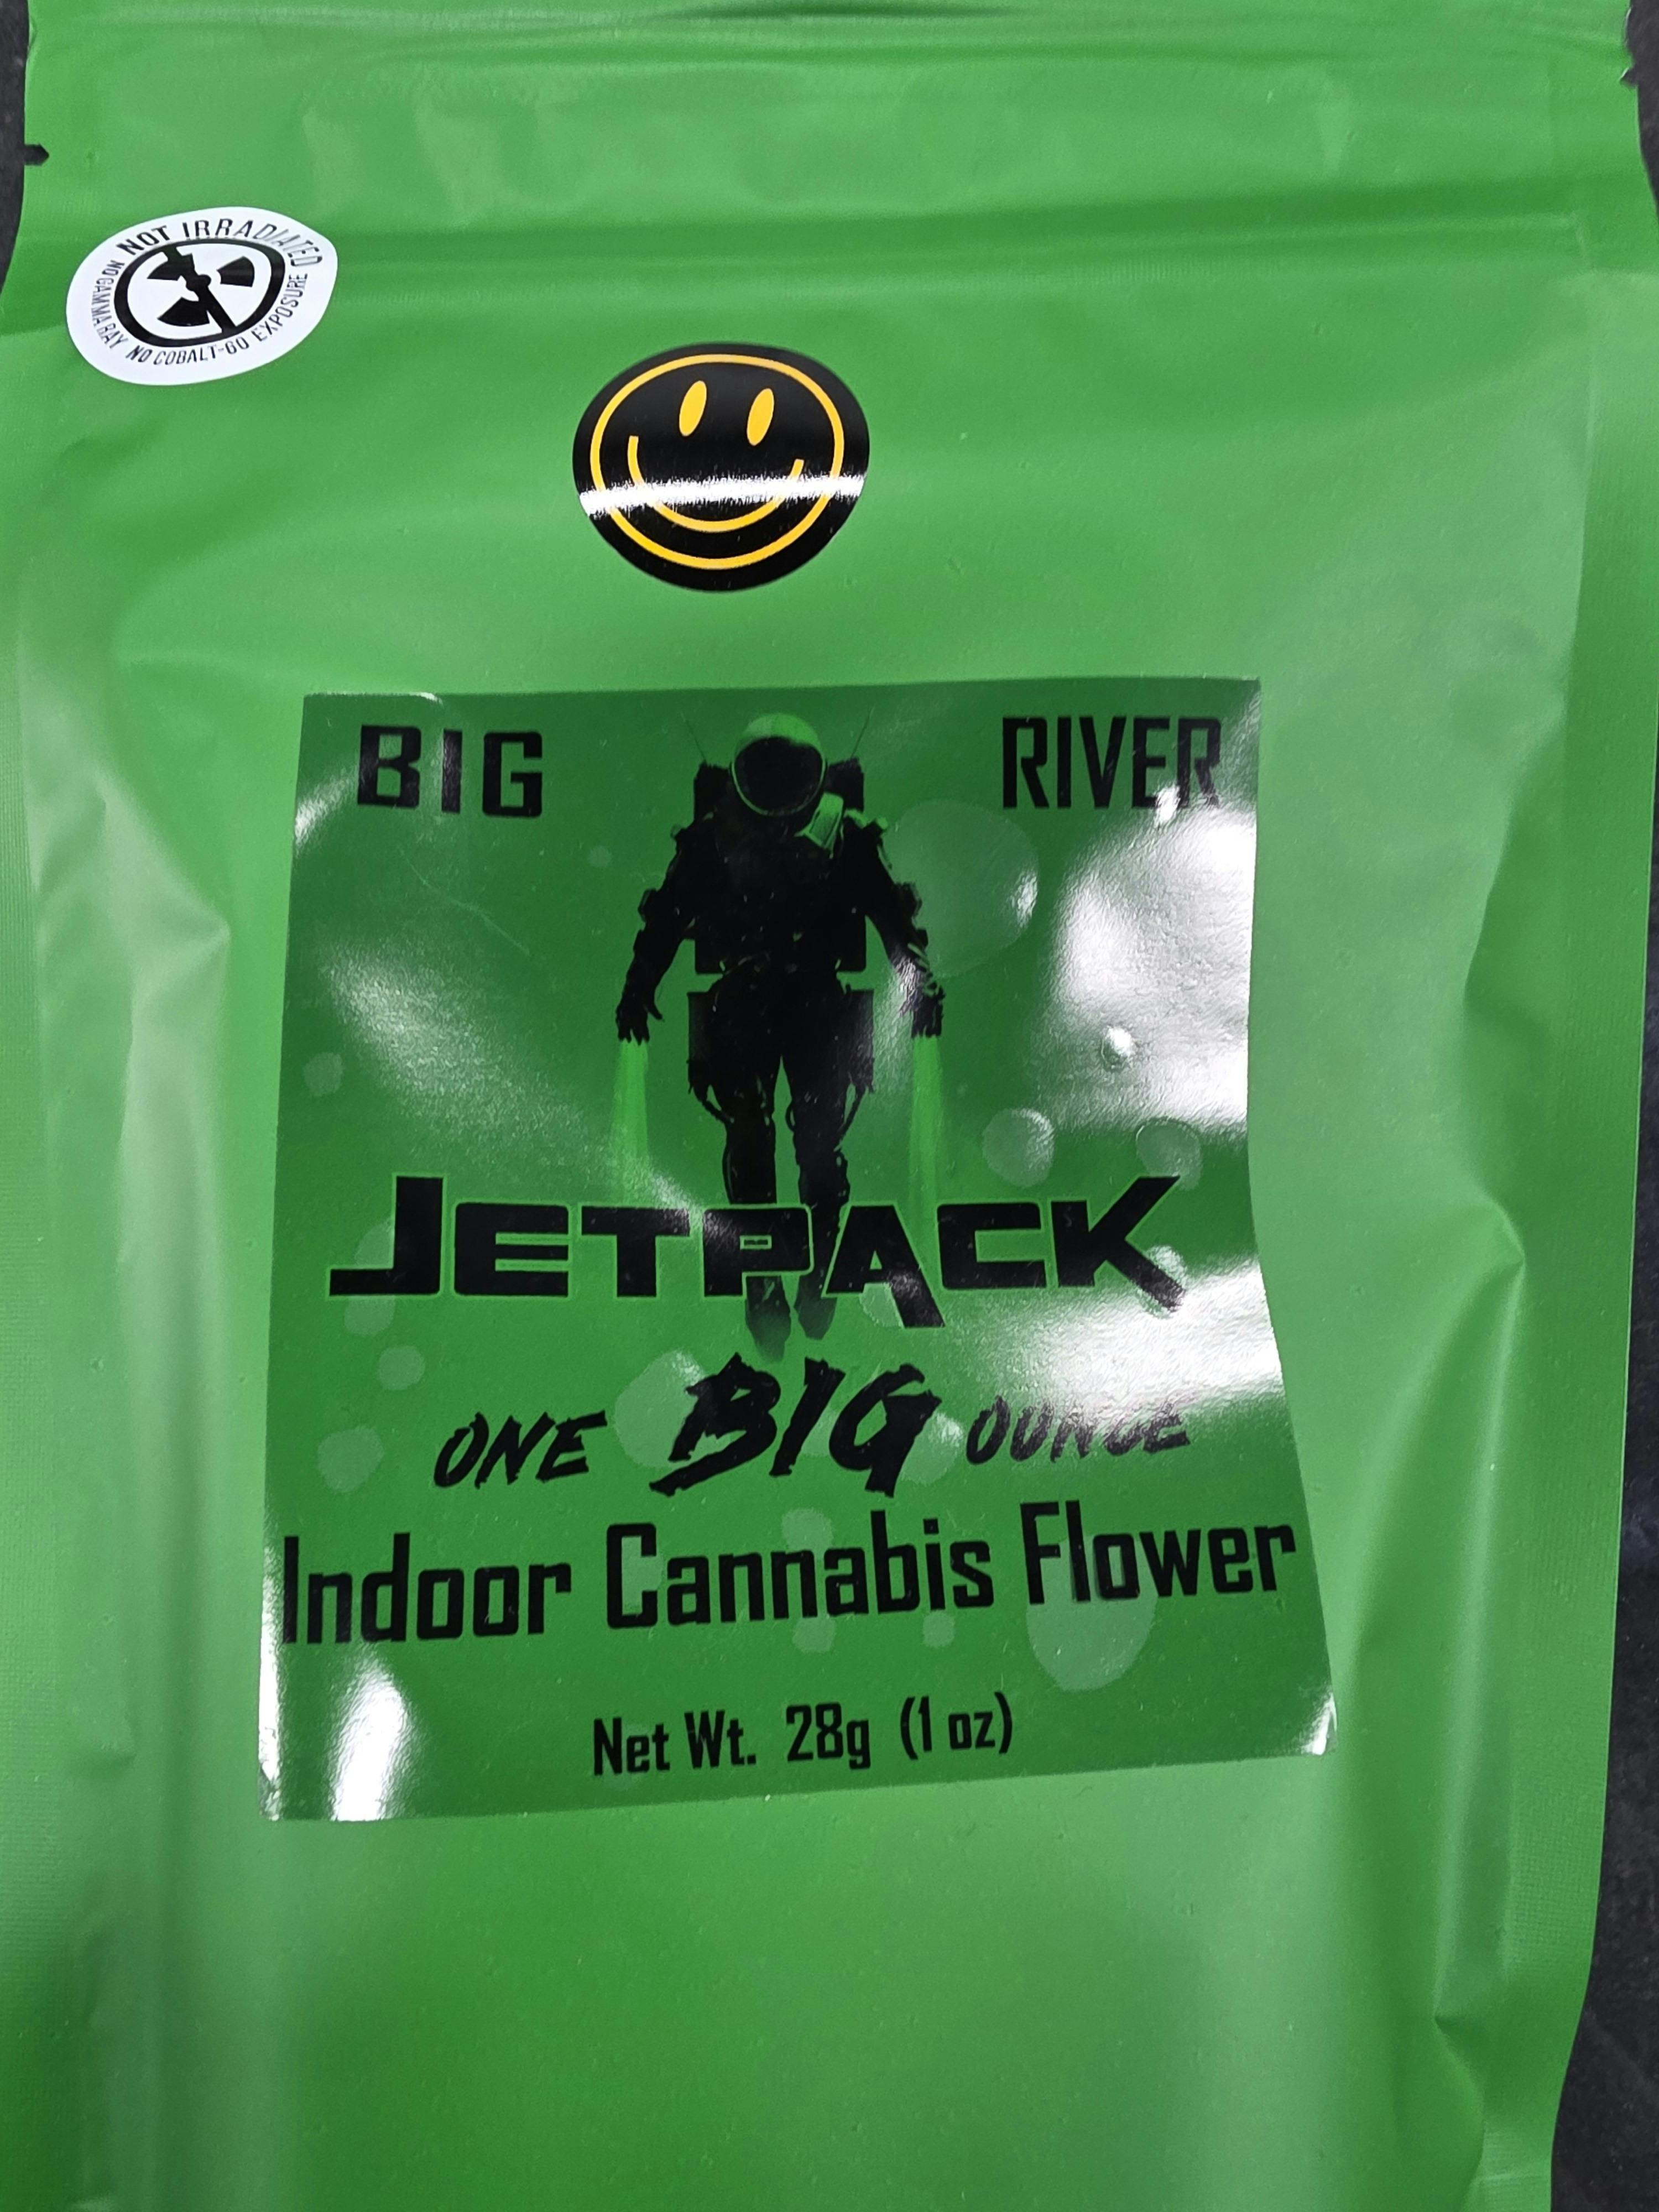 NOT IRRADIATED
NO GAMMA RAY NO COBALT-60 EXPOSURE
BIG RIVER
JETPACK
ONE BIG OUNCE
Indoor Cannabis Flower
Net Wt. 28g (1 oz)